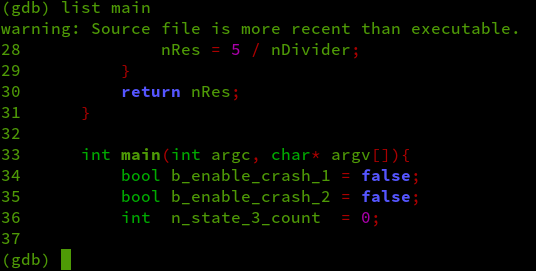 (gdb) list main
warning: Source file is more recent than executable.
28              nRes = 5 / nDivider;
29          }
30          return nRes;
31      }
32
33      int main(int argc, char* argv[]){
34          bool b_enable_crash_1 = false;
35          bool b_enable_crash_2 = false;
36          int  n_state_3_count  = 0;
37
(gdb)